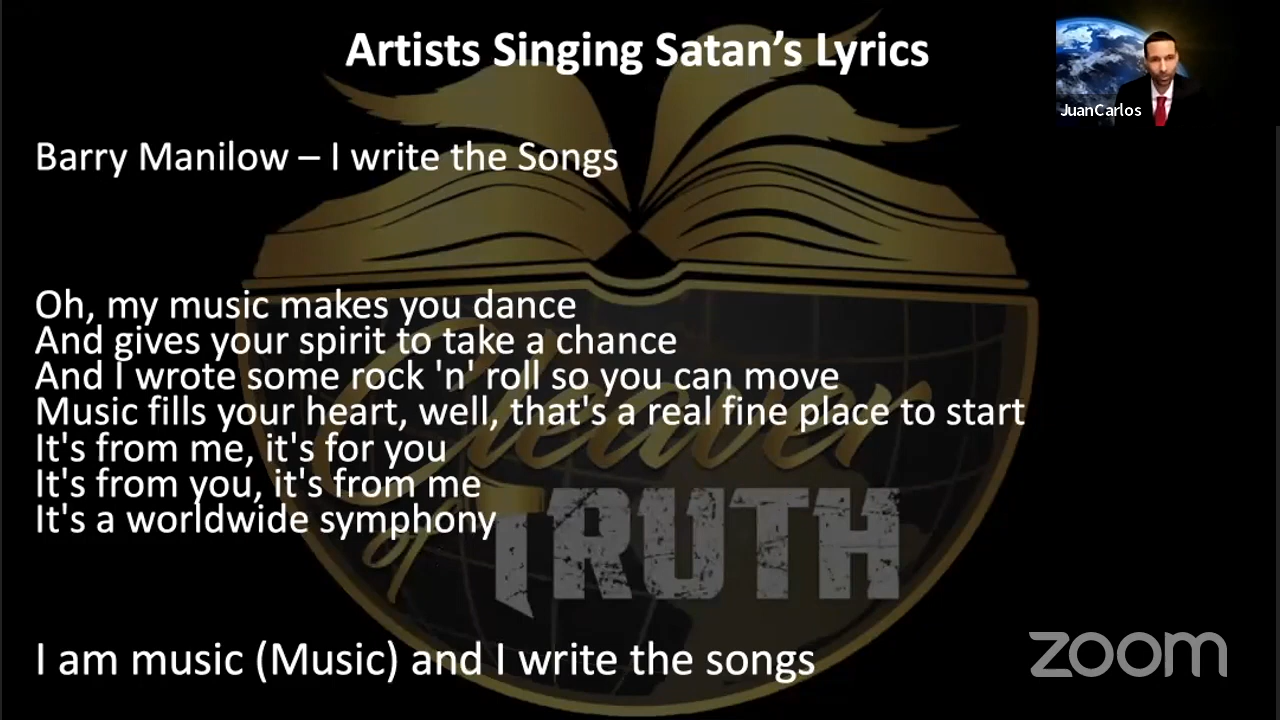 Artists Singing Satan’s Lyrics
JuanCarlos
Barry Manilow – I write the Songs
Oh, my music makes you dance
And gives your spirit to take a chance
And I wrote some rock 'n' roll so you can move
Music fills your heart, well, that's a real fine place to start
It's from me, it's for you
It's from you, it's from me
It's a worldwide symphony
Cleaver
of TRUTH
I am music (Music) and I write the songs
zoom